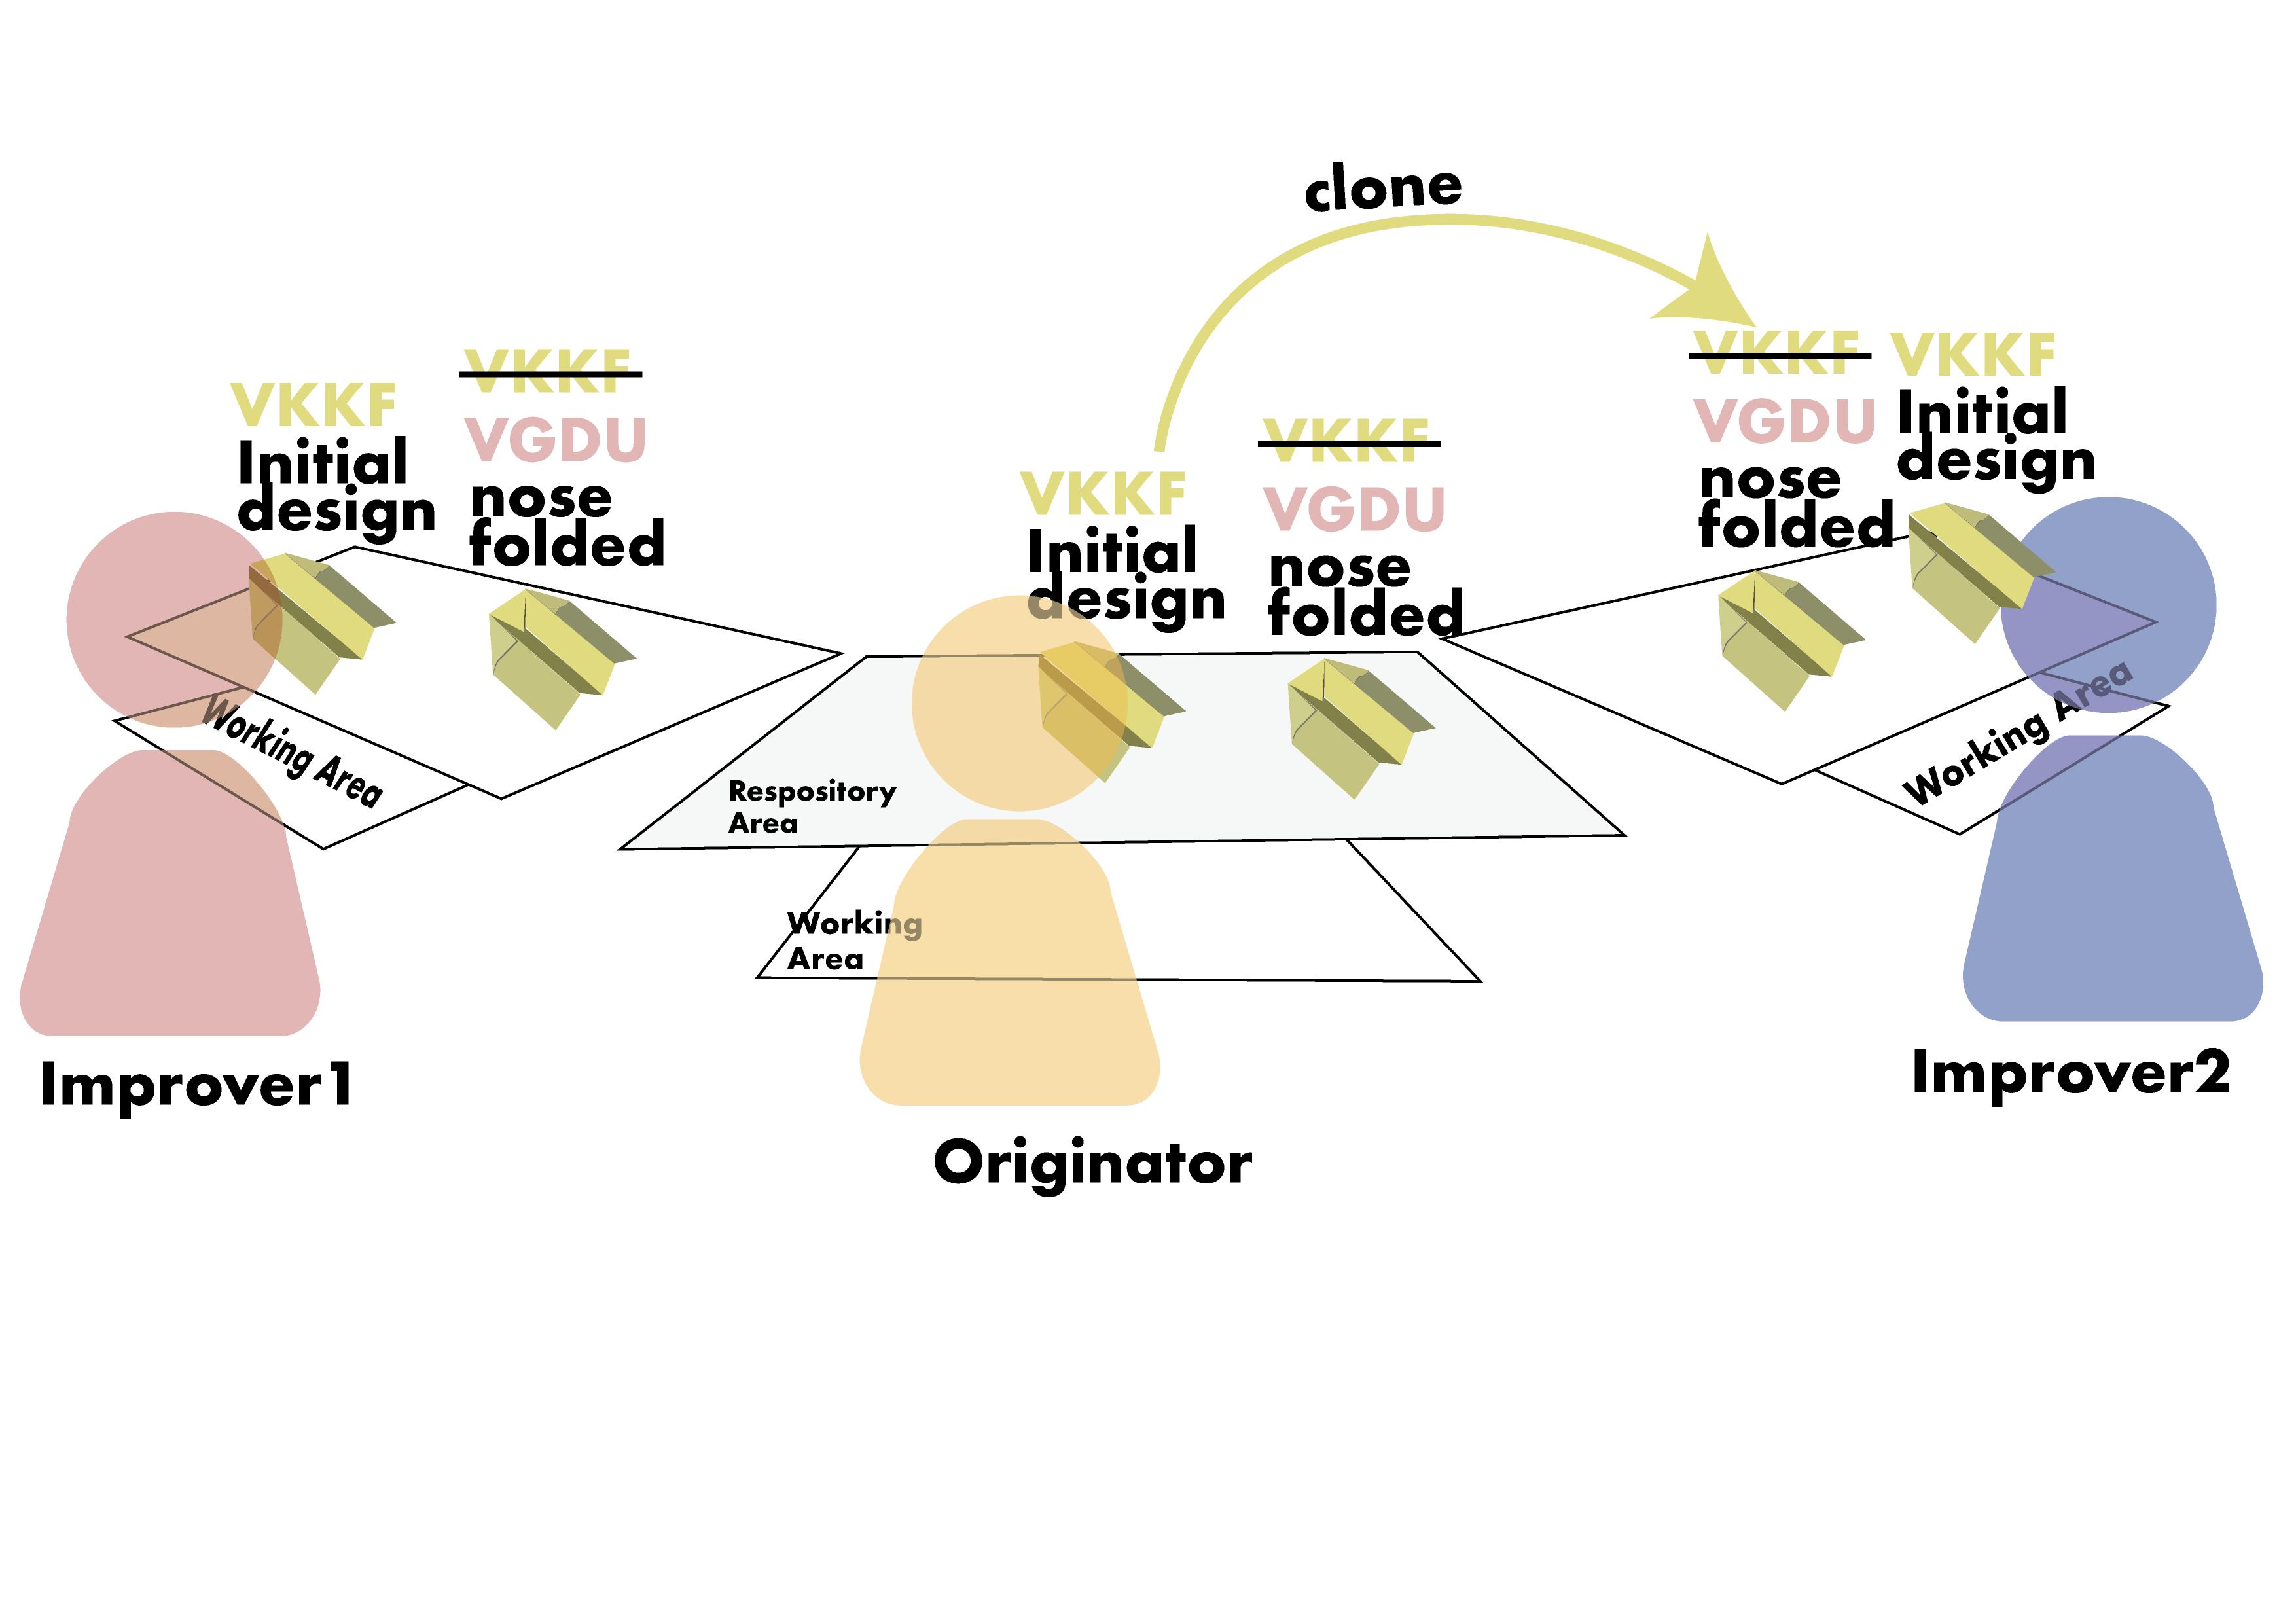 clone
VKKF
Initial
design
VKKF
VGDU
nose
folded
VKKF
Initial
design
VKKF
VGDU
nose
folded
VKKF
VGDU
nose
folded
VKKF
Initial
design
Working Area
Respository
Area
Working
Area
Working Area
Improver1
Originator
Improver2